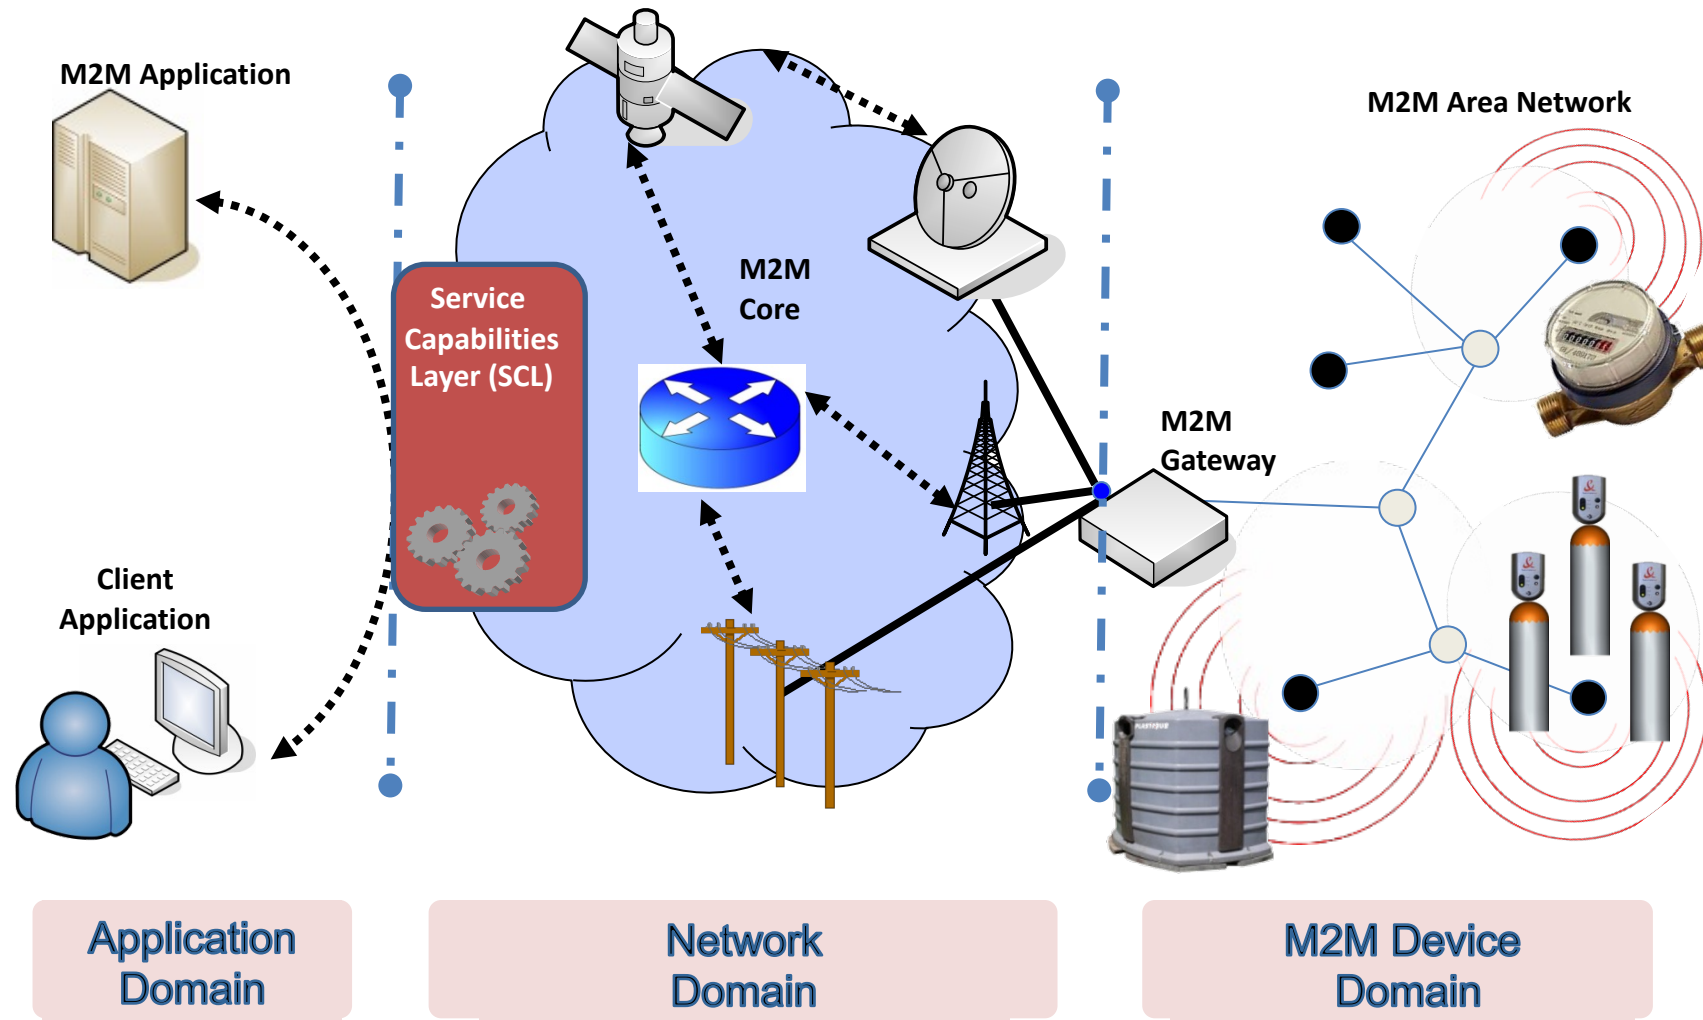 M2M Application
M2M Area Network
Service
Capabilities
Layer (SCL)
M2M
Core
M2M
Gateway
Client
Application
Application
Domain
Network
Domain
M2M Device
Domain